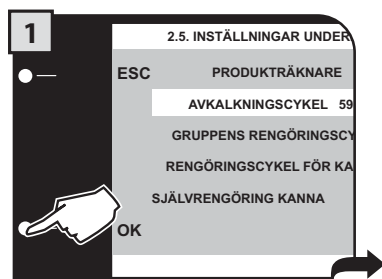 1
2.5. INSTÄLLNINGAR UNDER
ESC PRODUKTRÄKNARE
AVKALKNINGSCYKEL 59
GRUPPENS RENGÖRINGSCY
RENGÖRINGSCYKEL FÖR KA
SJÄLVRENGÖRING KANNA
OK